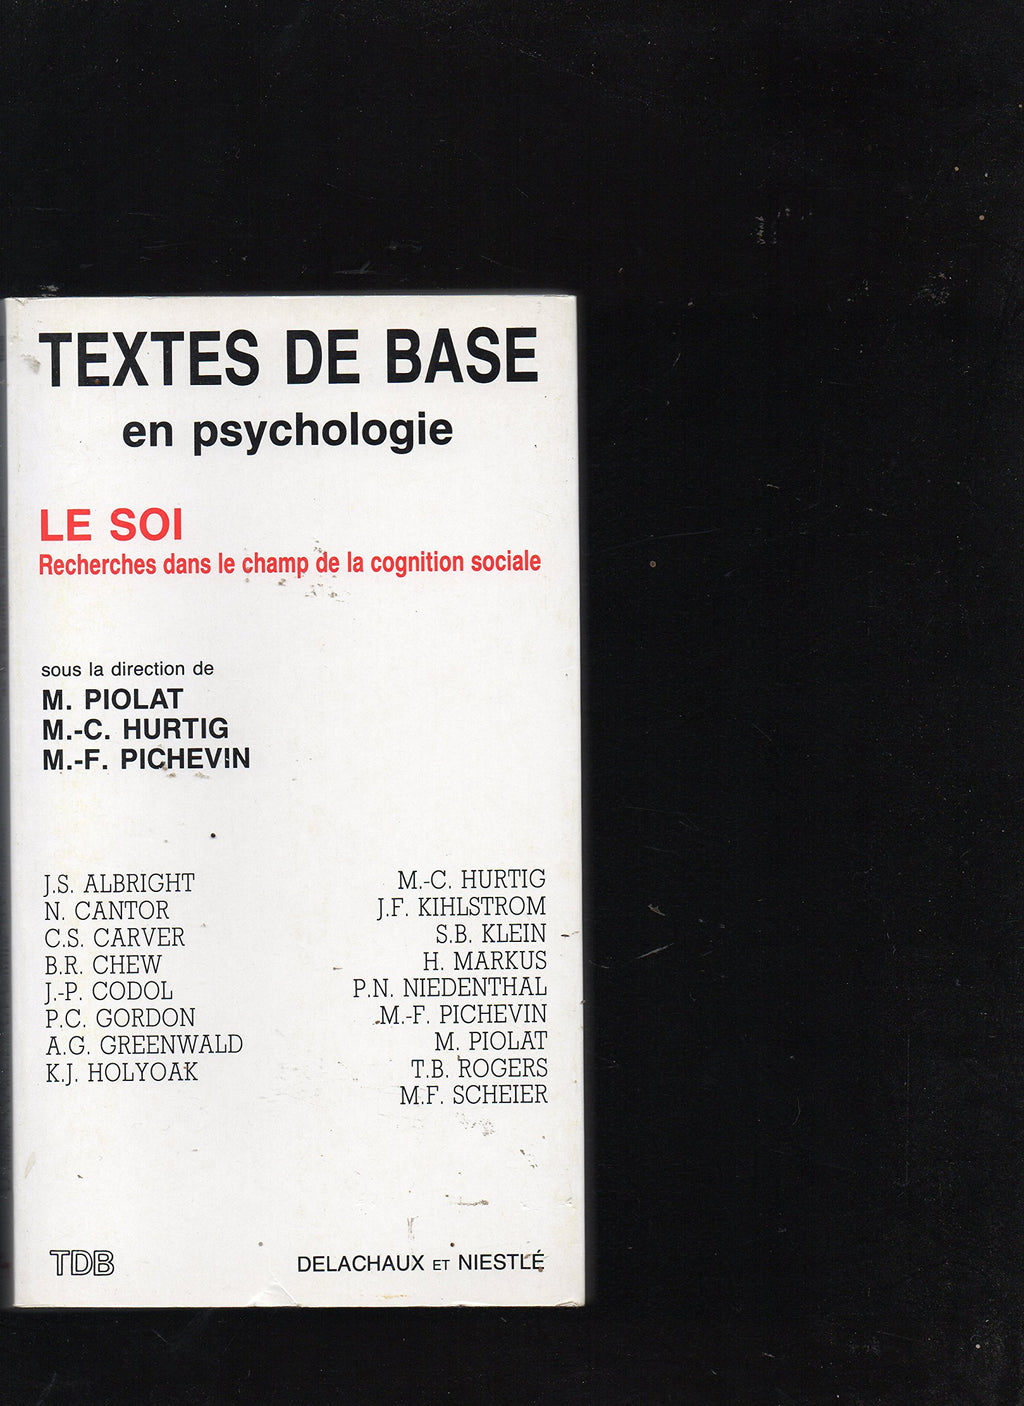 TEXTES DE BASE
en psychologie
LE SOI
Recherches dans le champ de la cognition sociale
sous la direction de
M. PIOLAT
M.-C. HURTIG
M.-F. PICHEVIN
J.S. ALBRIGHT
N. CANTOR
C.S. CARVER
B.R. CHEW
J.-P. CODOL
P.C. GORDON
A.G. GREENWALD
K.J. HOLYOAK
M.-C. HURTIG
J.F. KIHLSTROM
S.B. KLEIN
H. MARKUS
P.N. NIEDENTHAL
M.-F. PICHEVIN
M. PIOLAT
T.B. ROGERS
M.F. SCHEIER
TDB
DELACHAUX ET NIESTLÉ